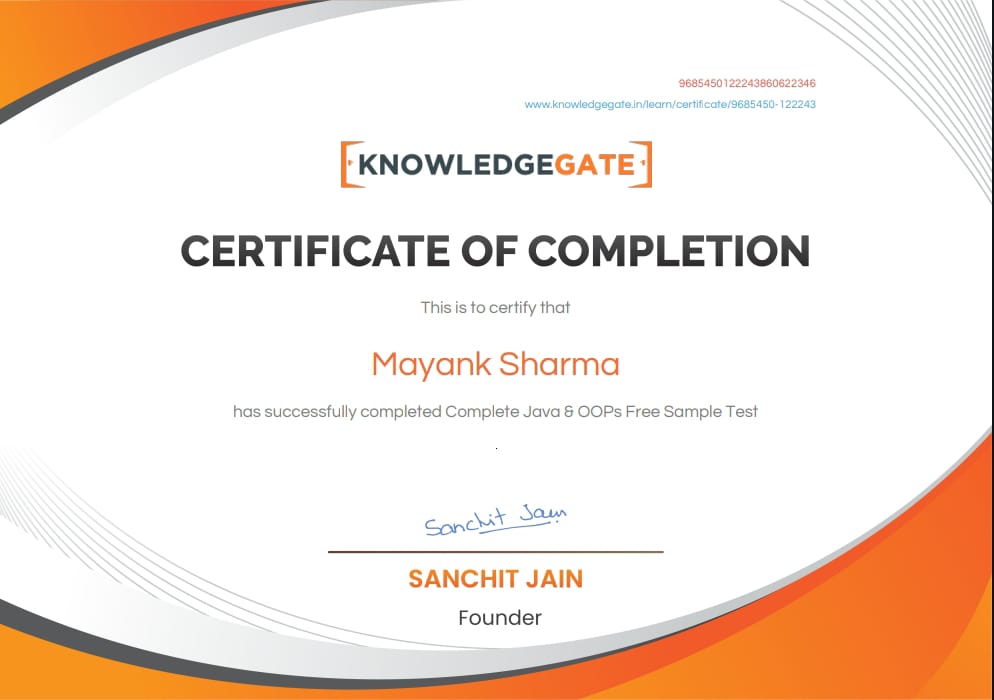 9685450122243860622346
www.knowledgegate.in/learn/certificate/9685450-122243
KNOWLEDGEGATE
CERTIFICATE OF COMPLETION
This is to certify that
Mayank Sharma
has successfully completed Complete Java & OOPs Free Sample Test
.
Sanchit Jain
SANCHIT JAIN
Founder